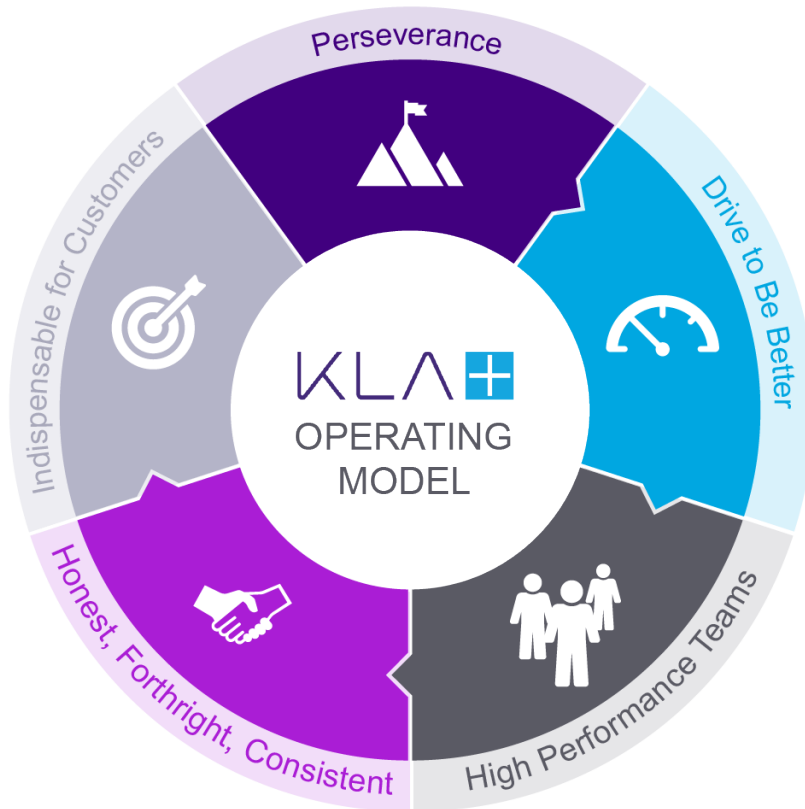 Perseverance
Drive to Be Better
High Performance Teams
Honest, Forthright, Consistent
Indispensable for Customers
KLA+
OPERATING
MODEL